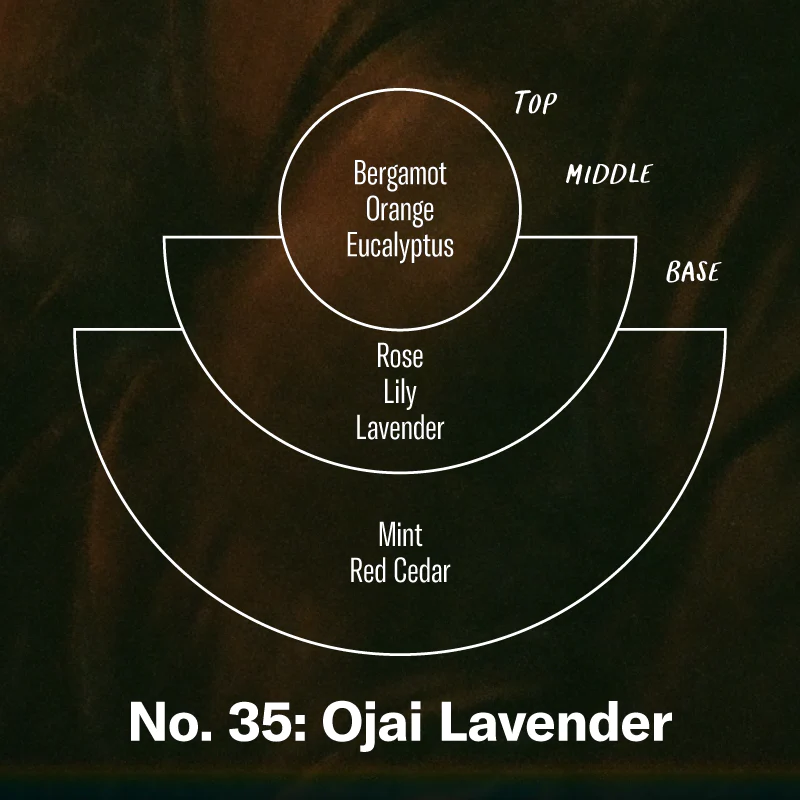 TOP
Bergamot
Orange
Eucalyptus
MIDDLE
Rose
Lily
Lavender
BASE
Mint
Red Cedar
No. 35: Ojai Lavender